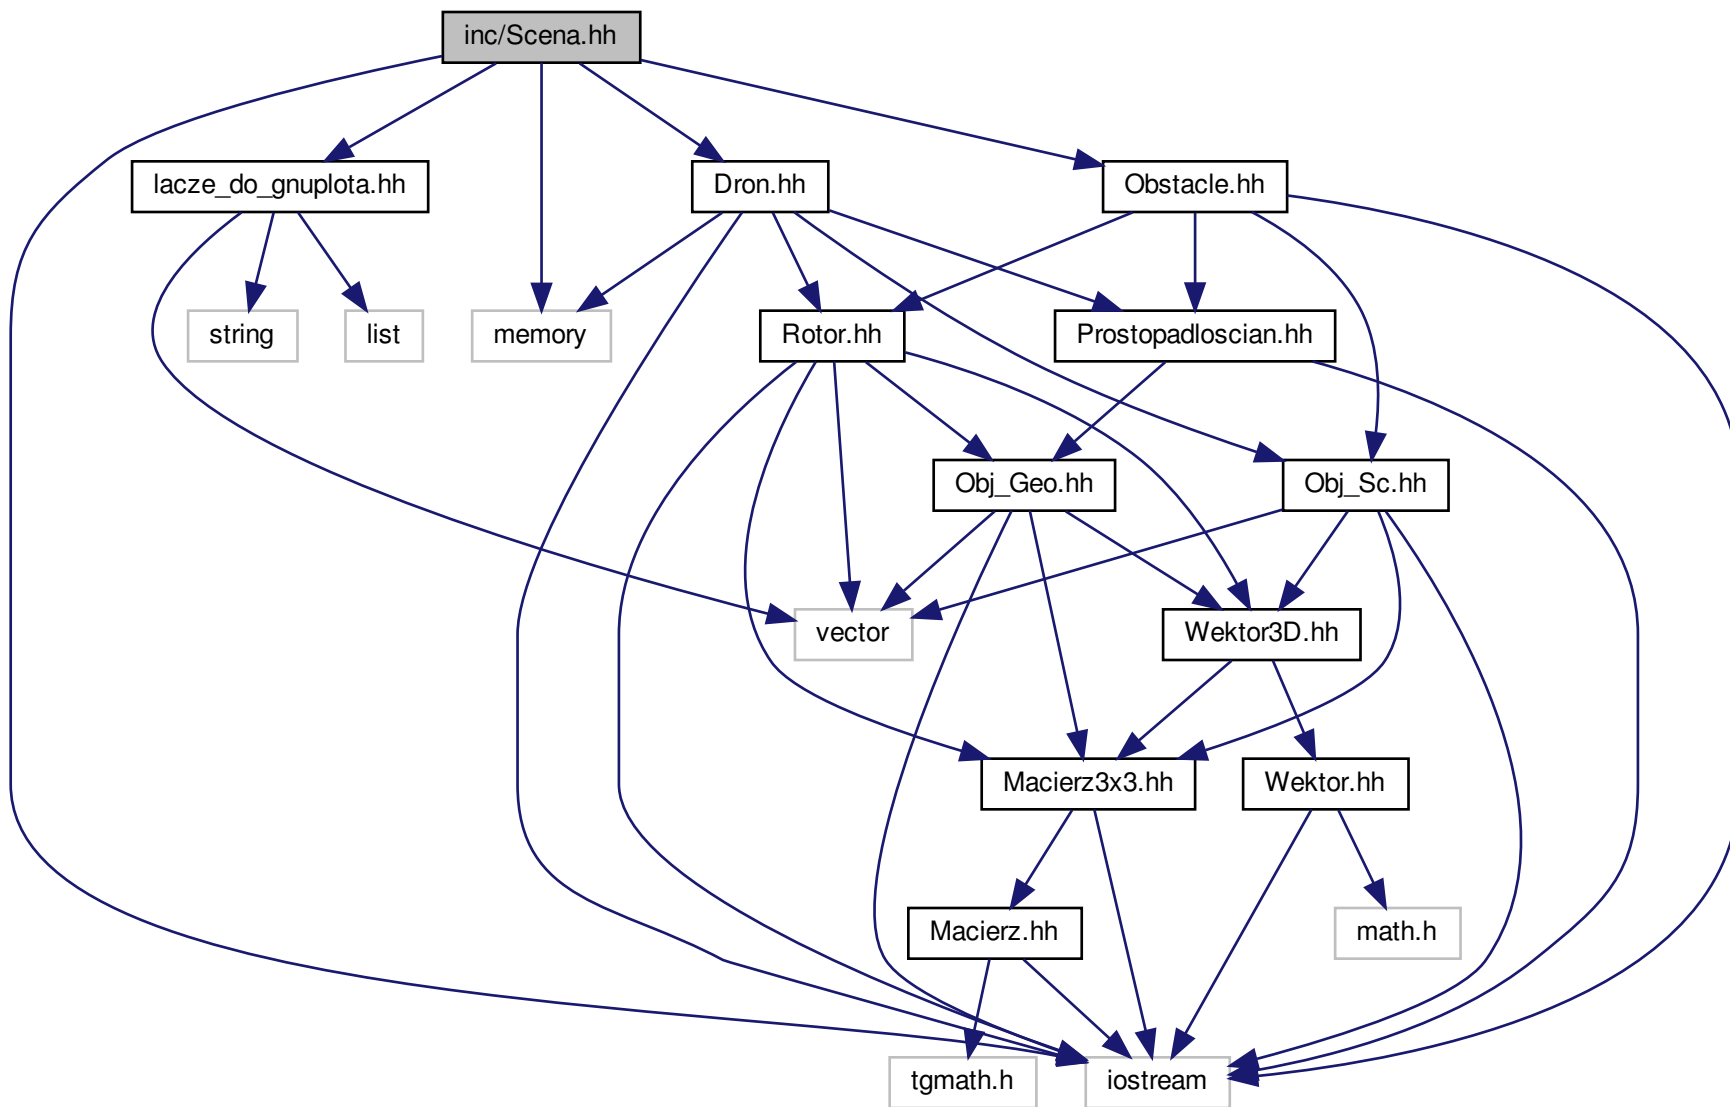 inc/Scena.hh
lacze_do_gnuplota.hh
Dron.hh
Obstacle.hh
string
list
memory
Rotor.hh
Prostopadloscian.hh
Obj_Geo.hh
Obj_Sc.hh
vector
Wektor3D.hh
Macierz3x3.hh
Wektor.hh
Macierz.hh
math.h
tgmath.h
iostream